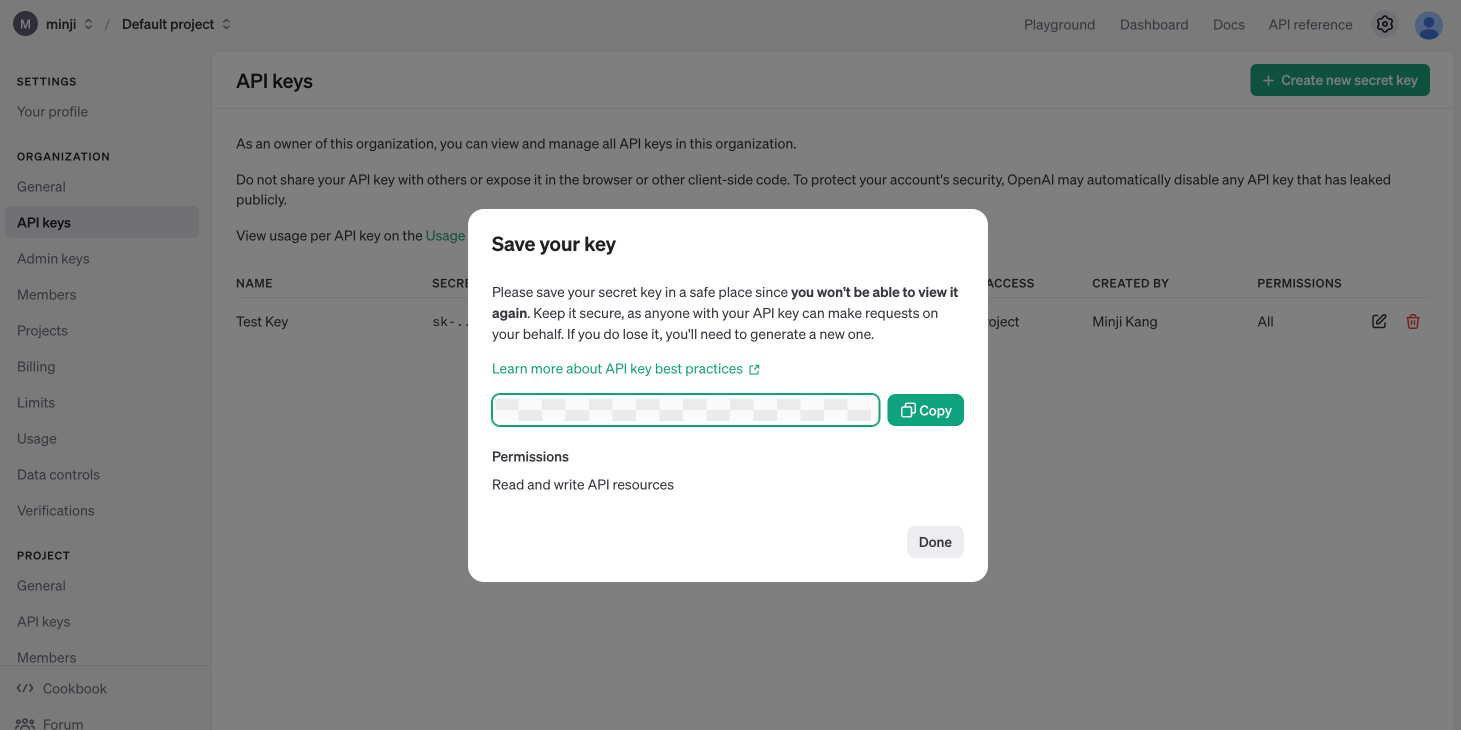 M minji / Default project
Playground Dashboard Docs API reference
SETTINGS
Your profile
ORGANIZATION
General
API keys
Admin keys
Members
Projects
Billing
Limits
Usage
Data controls
Verifications
PROJECT
General
API keys
Members
Cookbook
Forum
API keys
+ Create new secret key
As an owner of this organization, you can view and manage all API keys in this organization.
Do not share your API key with others or expose it in the browser or other client-side code. To protect your account's security, OpenAI may automatically disable any API key that has leaked
publicly.
View usage per API key on the Usage
NAME SECRE ACCESS CREATED BY PERMISSIONS
Test Key sk-.. oject Minji Kang All
Save your key
Please save your secret key in a safe place since you won't be able to view it
again. Keep it secure, as anyone with your API key can make requests on
your behalf. If you do lose it, you'll need to generate a new one.
Learn more about API key best practices
Copy
Permissions
Read and write API resources
Done